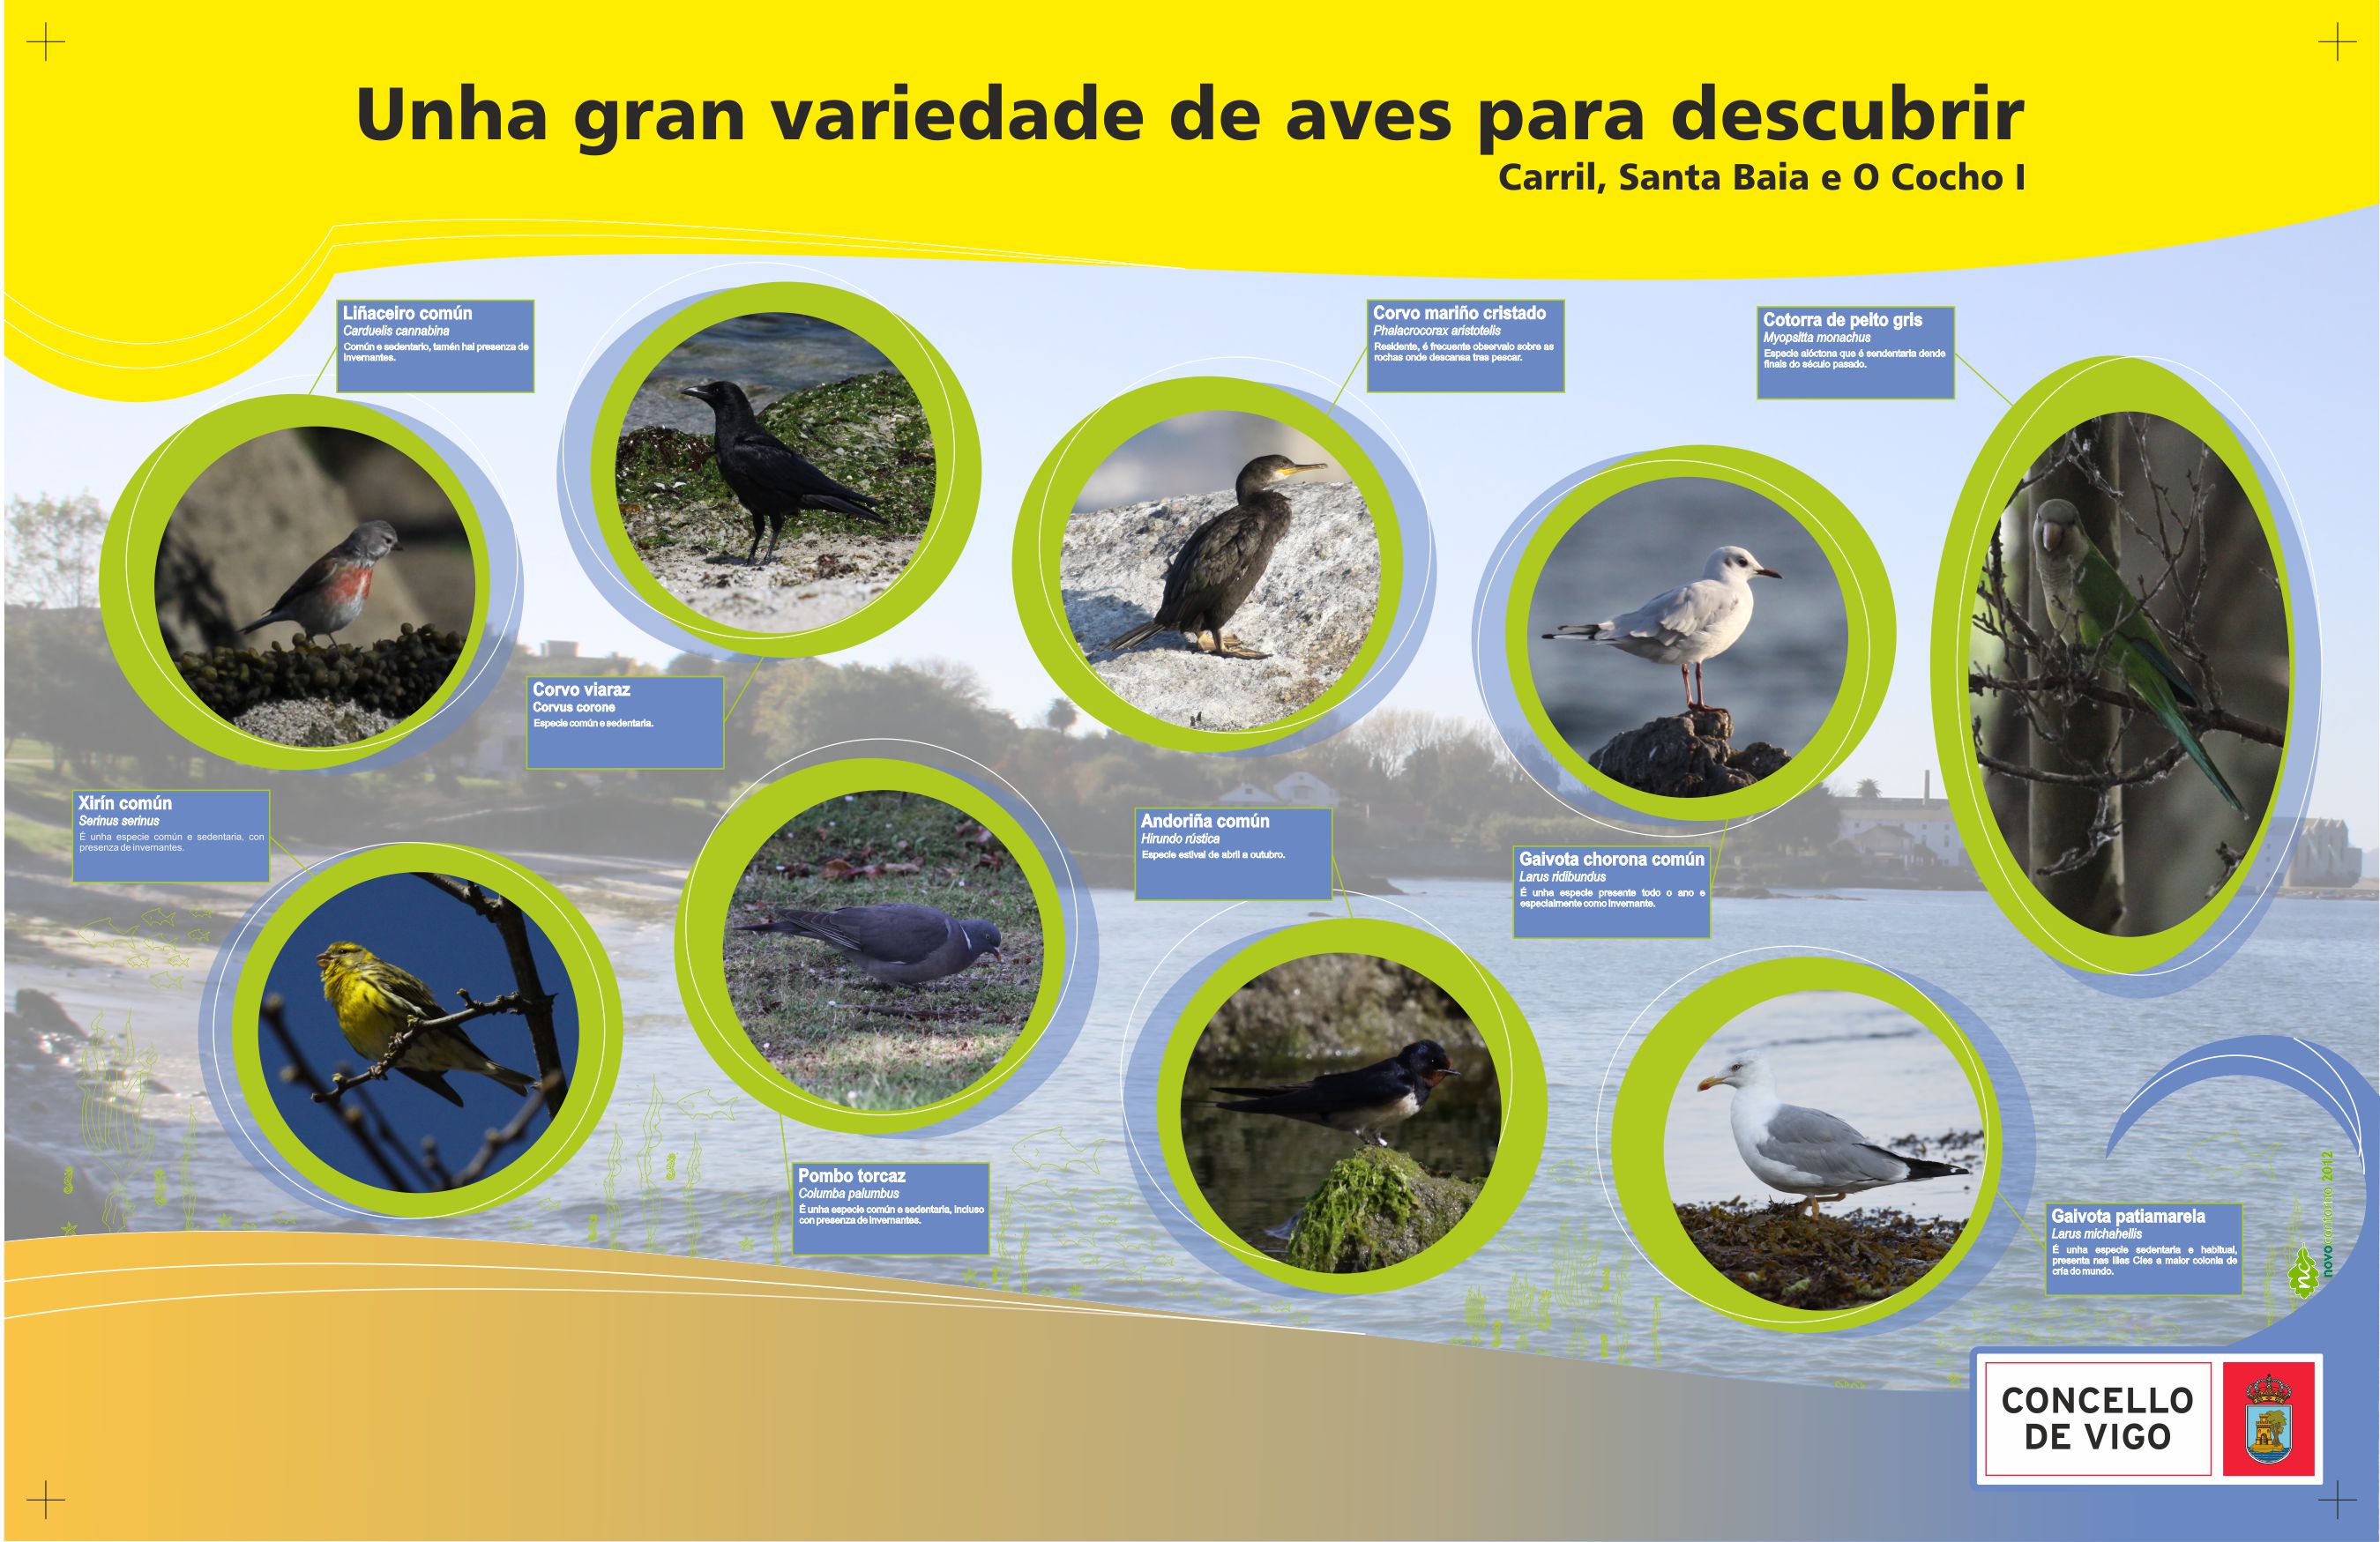 Unha gran variedade de aves para descubrir
Carril, Santa Baia e O Cocho I
Liñaceiro común
Carduelis cannabina
Común e sedentario, tamén hai presenza de
invernantes.
Corvo mariño cristado
Phalacrocorax aristotelis
Residente, é frecuente observalo sobre as
rochas onde descansa tras pescar.
Cotorra de peito gris
Myopsitta monachus
Especie alóctona que é sendentaria dende
finais do século pasado.
Corvo viaraz
Corvus corone
Especie común e sedentaria.
Xirín común
Serinus serinus
É unha especie común e sedentaria, con
presenza de invernantes.
Andoriña común
Hirundo rústica
Especie estival de abril a outubro.
Gaivota chorona común
Larus ridibundus
É unha especie presente todo o ano e
especialmente como invernante.
Pombo torcaz
Columba palumbus
É unha especie común e sedentaria, incluso
con presenza de invernantes.
Gaivota patiamarela
Larus michahellis
É unha especie sedentaria e habitual,
presenta nas Illas Cíes a maior colonia de
cría do mundo.
nc
novocontorno 2012
CONCELLO
DE VIGO